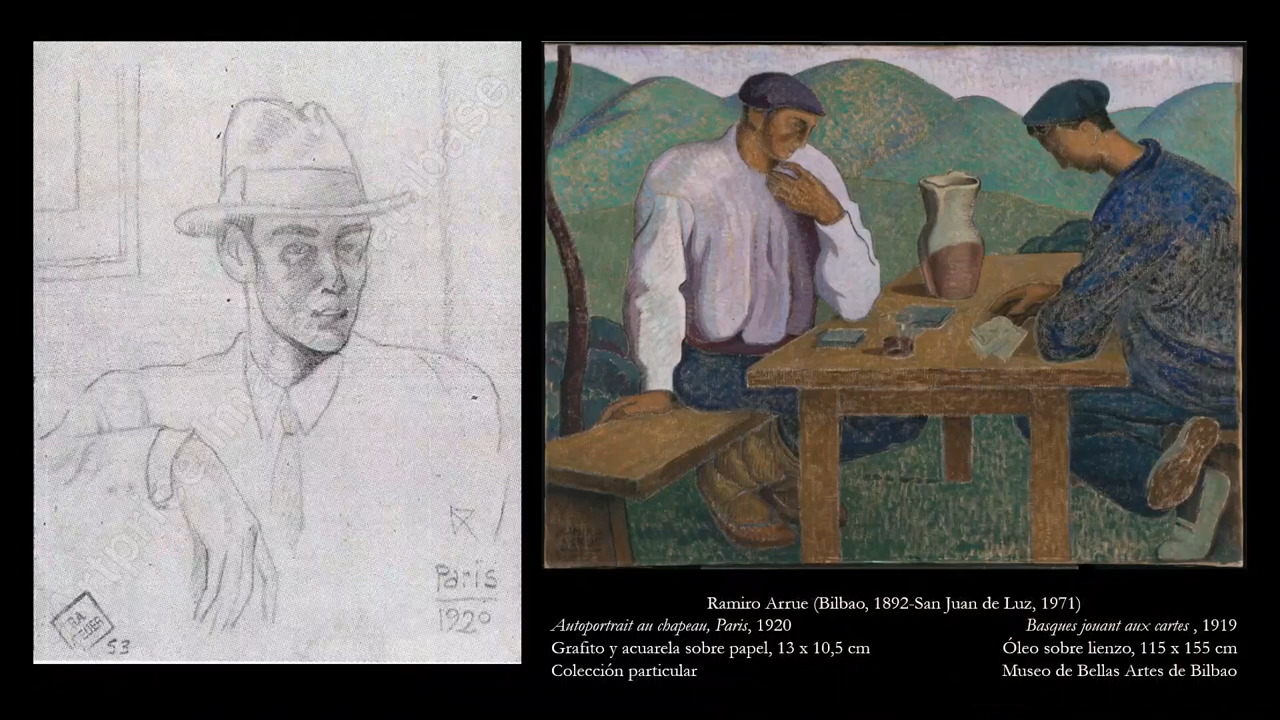 Paris
1920
53
Ramiro Arrue (Bilbao, 1892-San Juan de Luz, 1971)
Autoportrait au chapeau, Paris, 1920
Grafito y acuarela sobre papel, 13 x 10,5 cm
Colección particular
Basques jouant aux cartes , 1919
Óleo sobre lienzo, 115 x 155 cm
Museo de Bellas Artes de Bilbao